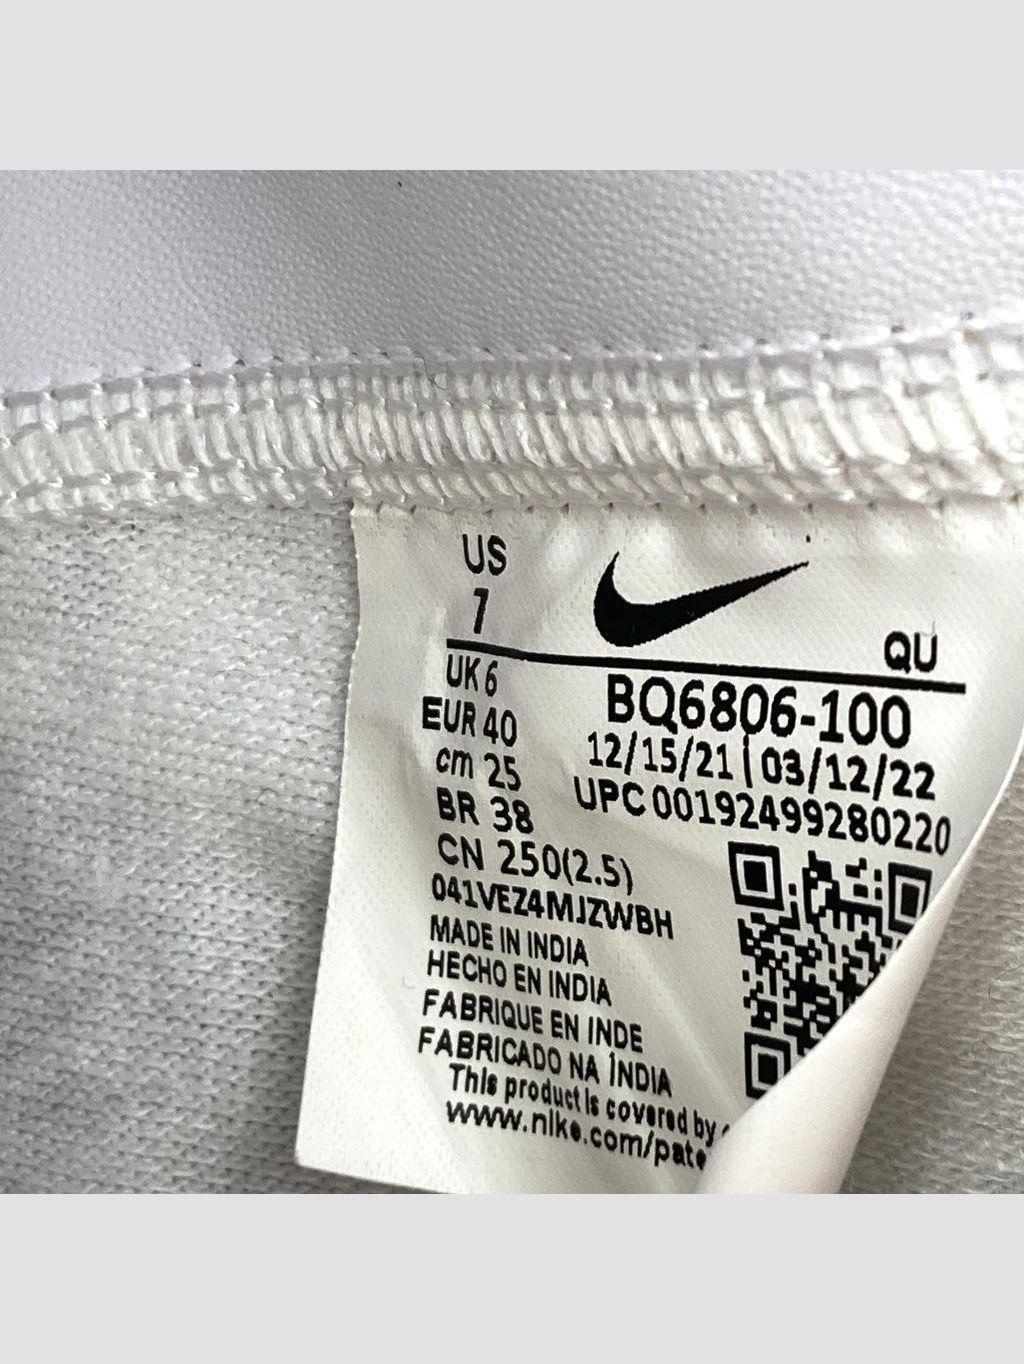 US
7
QU
UK 6
EUR 40
cm 25
BR 38
CN 250(2.5)
BQ6806-100
12/15/21 | 03/12/22
UPC 00192499280220
041VEZ4MJZWBH
MADE IN INDIA
HECHO EN INDIA
FABRIQUE EN INDE
FABRICADO NA ÍNDIA
This product is covered by
www.nike.com/pate